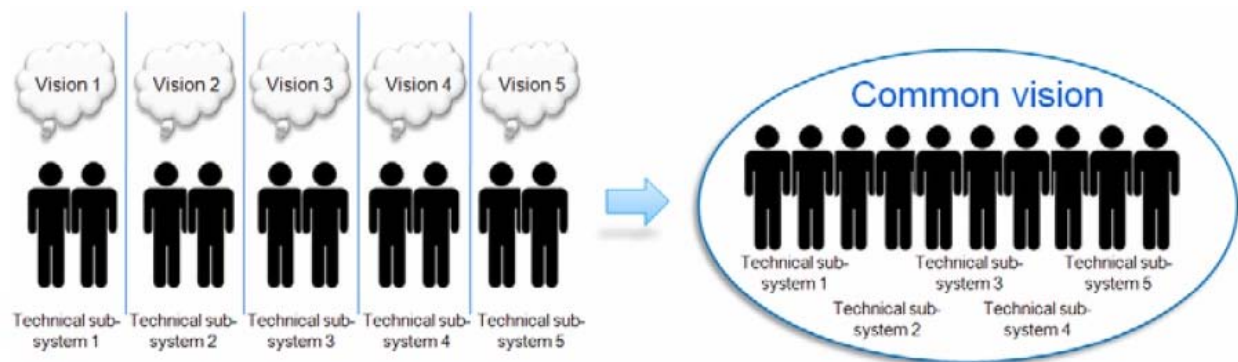 Vision 1
Vision 2
Vision 3
Vision 4
Vision 5
Technical sub-
system 1
Technical sub-
system 2
Technical sub-
system 3
Technical sub-
system 4
Technical sub-
system 5
Common vision
Technical sub-
system 1
Technical sub-
system 2
Technical sub-
system 3
Technical sub-
system 4
Technical sub-
system 5